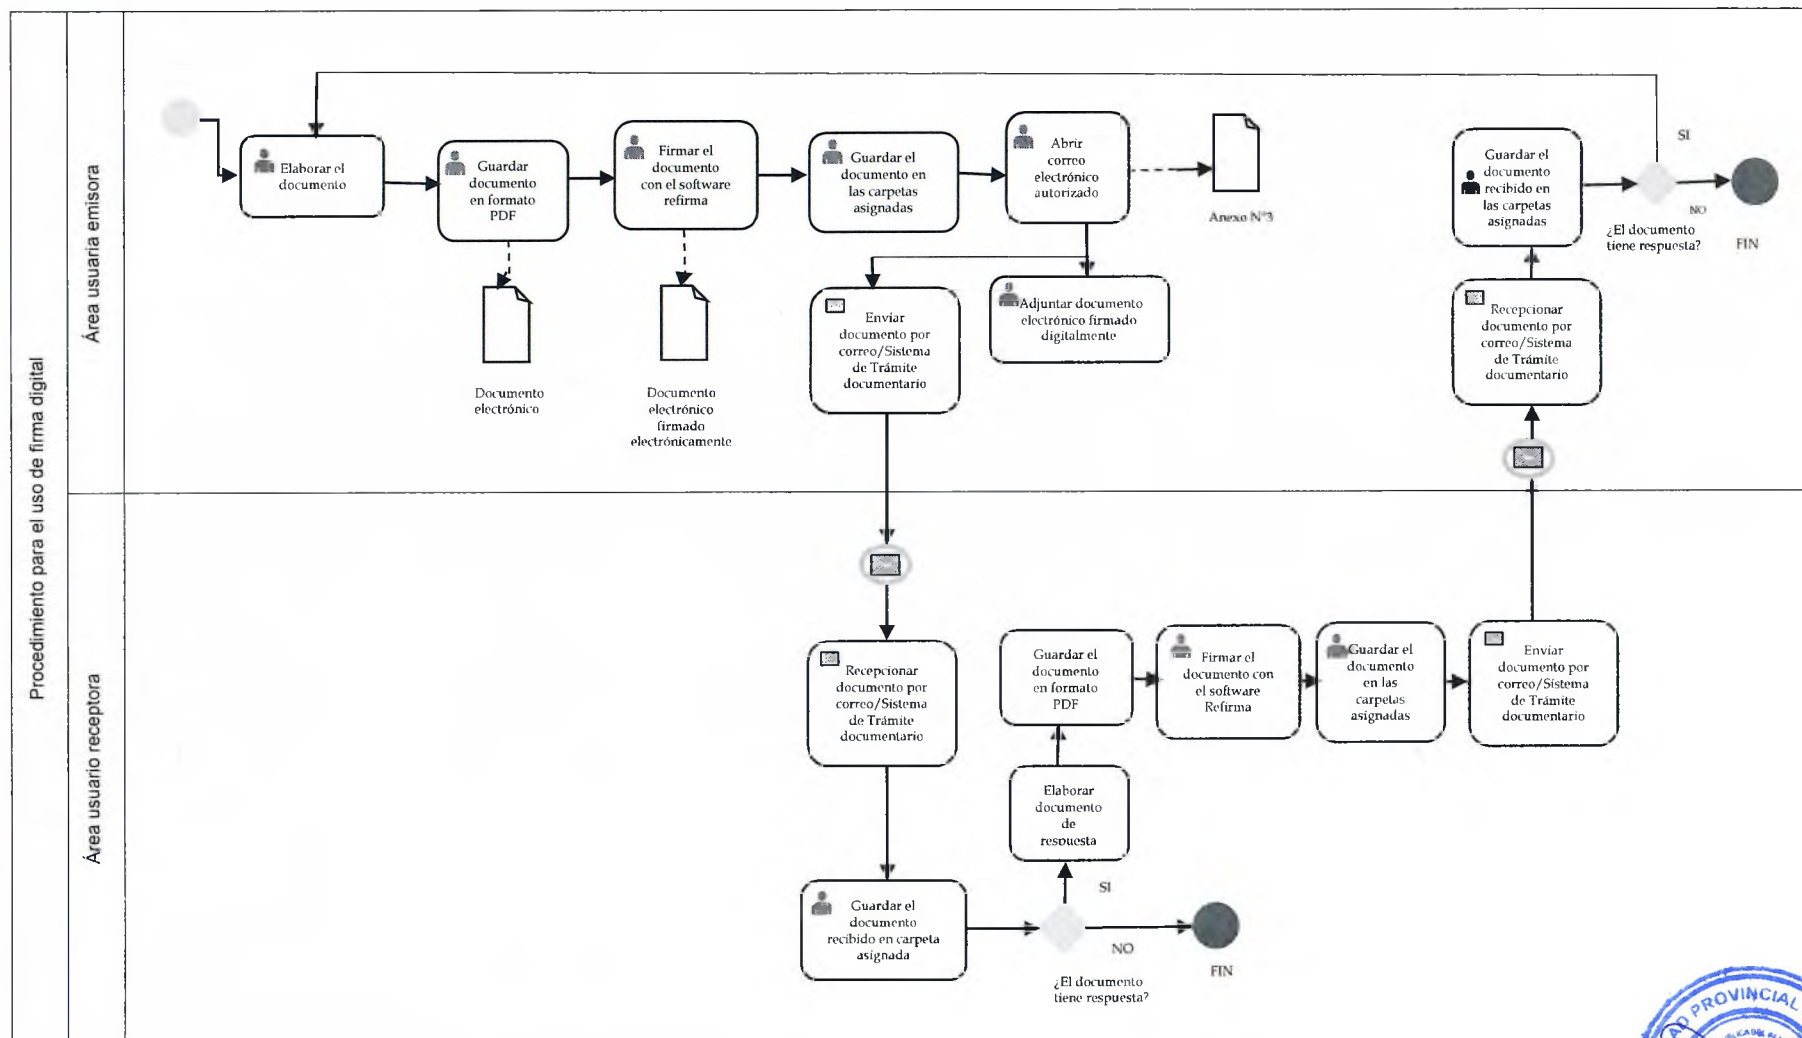 Procedimiento para el uso de firma digital
Área usuaria emisora
Elaborar el
documento
Guardar
documento
en formato
PDF
Firmar el
documento
con el software
refirma
Guardar el
documento en
las carpetas
asignadas
Abrir
correo
electrónico
autorizado
Anexo N°3
Documento
electrónico
Documento
electrónico
firmado
electrónicamente
Enviar
documento por
correo/Sistema
de Trámite
documentario
Adjuntar documento
electrónico firmado
digitalmente
Guardar el
documento
recibido en
las carpetas
asignadas
SI
NO
¿El documento
tiene respuesta?
FIN
Recepcionar
documento por
correo/Sistema
de Trámite
documentario
Área usuario receptora
Recepcionar
documento por
correo/Sistema
de Trámite
documentario
Guardar el
documento
recibido en carpeta
asignada
¿El documento
tiene respuesta?
SI
NO
FIN
Elaborar
documento
de
respuesta
Guardar el
documento
en formato
PDF
Firmar el
documento con
el software
Refirma
Guardar el
documento
en las
carpetas
asignadas
Enviar
documento por
correo/Sistema
de Trámite
documentario
PROVINCIAL